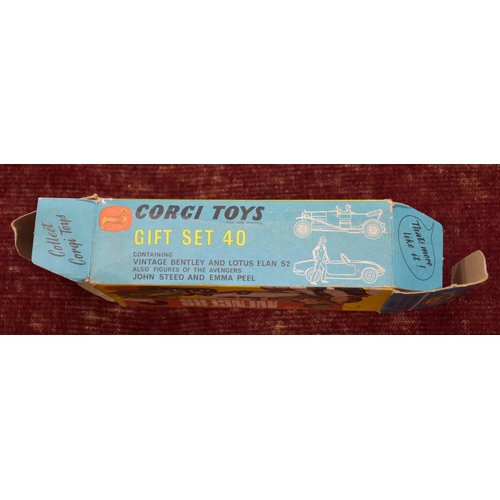 Collect
Corgi Toys
CORGI TOYS
GIFT SET 40
CONTAINING
VINTAGE BENTLEY AND LOTUS ELAN S2
ALSO FIGURES OF THE AVENGERS
JOHN STEED AND EMMA PEEL
There's more
like it!